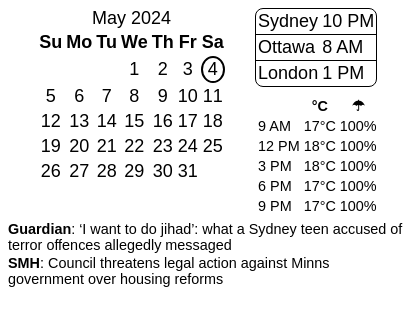 May 2024
Su Mo Tu We Th Fr Sa
1 2 3 4
5 6 7 8 9 10 11
12 13 14 15 16 17 18
19 20 21 22 23 24 25
26 27 28 29 30 31
Sydney 10 PM
Ottawa 8 AM
London 1 PM
°C ☂
9 AM 17°C 100%
12 PM 18°C 100%
3 PM 18°C 100%
6 PM 17°C 100%
9 PM 17°C 100%
Guardian: ‘I want to do jihad’: what a Sydney teen accused of
terror offences allegedly messaged
SMH: Council threatens legal action against Minns
government over housing reforms